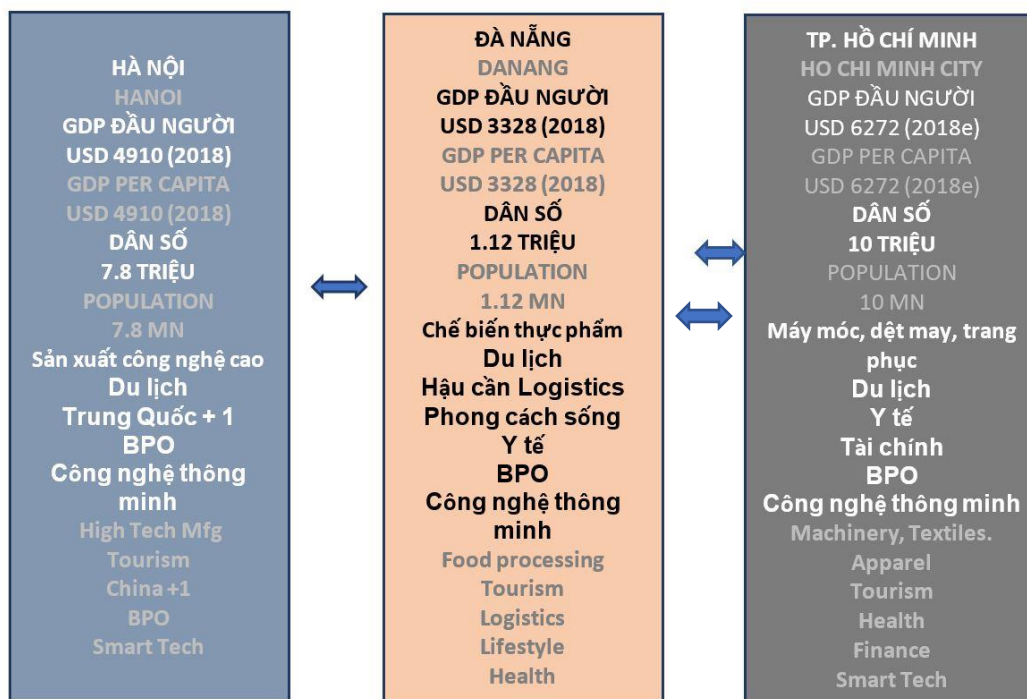 HÀ NỘI
HANOI
GDP ĐẦU NGƯỜI
USD 4910 (2018)
GDP PER CAPITA
USD 4910 (2018)
DÂN SỐ
7.8 TRIỆU
POPULATION
7.8 MN
Sản xuất công nghệ cao
Du lịch
Trung Quốc + 1
BPO
Công nghệ thông
minh
High Tech Mfg
Tourism
China +1
BPO
Smart Tech
ĐÀ NẴNG
DANANG
GDP ĐẦU NGƯỜI
USD 3328 (2018)
GDP PER CAPITA
USD 3328 (2018)
DÂN SỐ
1.12 TRIỆU
POPULATION
1.12 MN
Chế biến thực phẩm
Du lịch
Hậu cần Logistics
Phong cách sống
Y tế
BPO
Công nghệ thông
minh
Food processing
Tourism
Logistics
Lifestyle
Health
TP. HỒ CHÍ MINH
HO CHI MINH CITY
GDP ĐẦU NGƯỜI
USD 6272 (2018e)
GDP PER CAPITA
USD 6272 (2018e)
DÂN SỐ
10 TRIỆU
POPULATION
10 MN
Máy móc, dệt may, trang
phục
Du lịch
Y tế
Tài chính
BPO
Công nghệ thông minh
Machinery, Textiles.
Apparel
Tourism
Health
Finance
Smart Tech